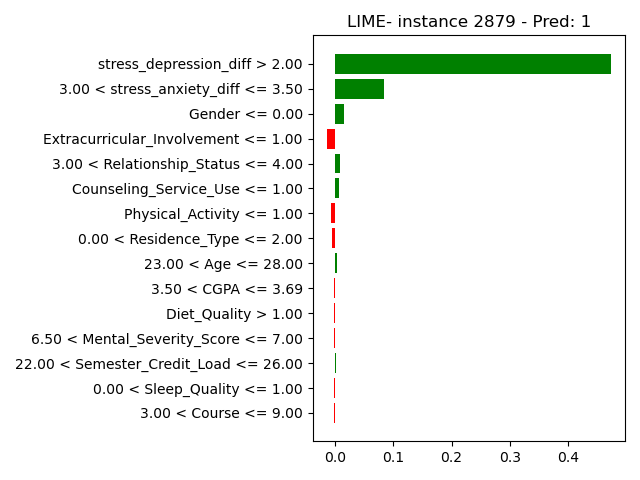 LIME- instance 2879 - Pred: 1
stress_depression_diff > 2.00
3.00 < stress_anxiety_diff <= 3.50
Gender <= 0.00
Extracurricular_Involvement <= 1.00
3.00 < Relationship_Status <= 4.00
Counseling_Service_Use <= 1.00
Physical_Activity <= 1.00
0.00 < Residence_Type <= 2.00
23.00 < Age <= 28.00
3.50 < CGPA <= 3.69
Diet_Quality > 1.00
6.50 < Mental_Severity_Score <= 7.00
22.00 < Semester_Credit_Load <= 26.00
0.00 < Sleep_Quality <= 1.00
3.00 < Course <= 9.00
0.0 0.1 0.2 0.3 0.4